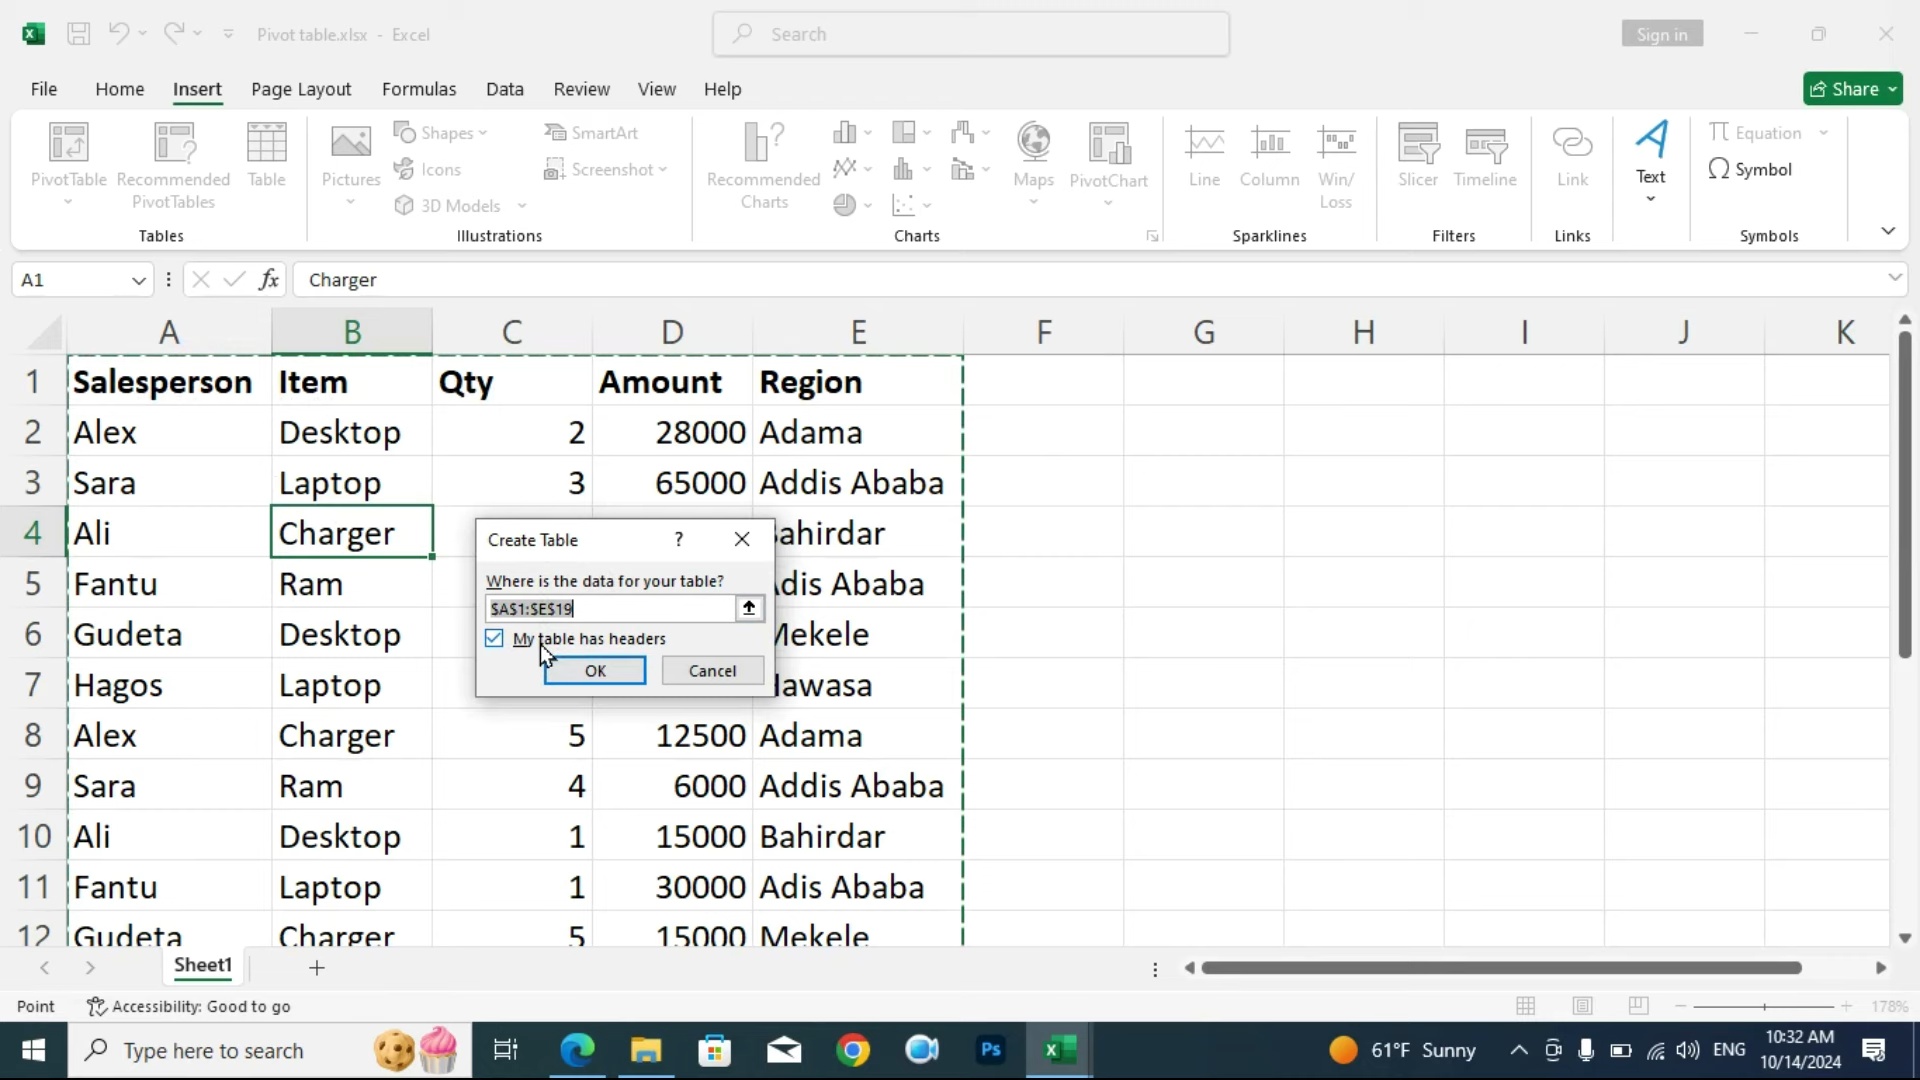 Pivot table.xlsx - Excel
Search
Sign in
File Home Insert Page Layout Formulas Data Review View Help
Share
PivotTable
Recommended PivotTables
Table
Tables
Pictures
Shapes
Icons
3D Models
SmartArt
Screenshot
Illustrations
Recommended Charts
Maps
PivotChart
Charts
Line
Column
Win/Loss
Sparklines
Slicer
Timeline
Filters
Link
Links
Text
Equation
Symbol
Symbols
A1
fx
Charger
A B C D E F G H I J K
1 Salesperson Item Qty Amount Region
2 Alex Desktop 2 28000 Adama
3 Sara Laptop 3 65000 Addis Ababa
4 Ali Charger Bahirdar
5 Fantu Ram Adis Ababa
6 Gudeta Desktop Mekele
7 Hagos Laptop Hawasa
8 Alex Charger 5 12500 Adama
9 Sara Ram 4 6000 Addis Ababa
10 Ali Desktop 1 15000 Bahirdar
11 Fantu Laptop 1 30000 Adis Ababa
12 Gudeta Charger 5 15000 Mekele
Create Table ?
Where is the data for your table?
$A$1:$E$19
My table has headers
OK Cancel
Sheet1
Point Accessibility: Good to go 178%
Type here to search
Ps
61°F Sunny
ENG
10:32 AM
10/14/2024